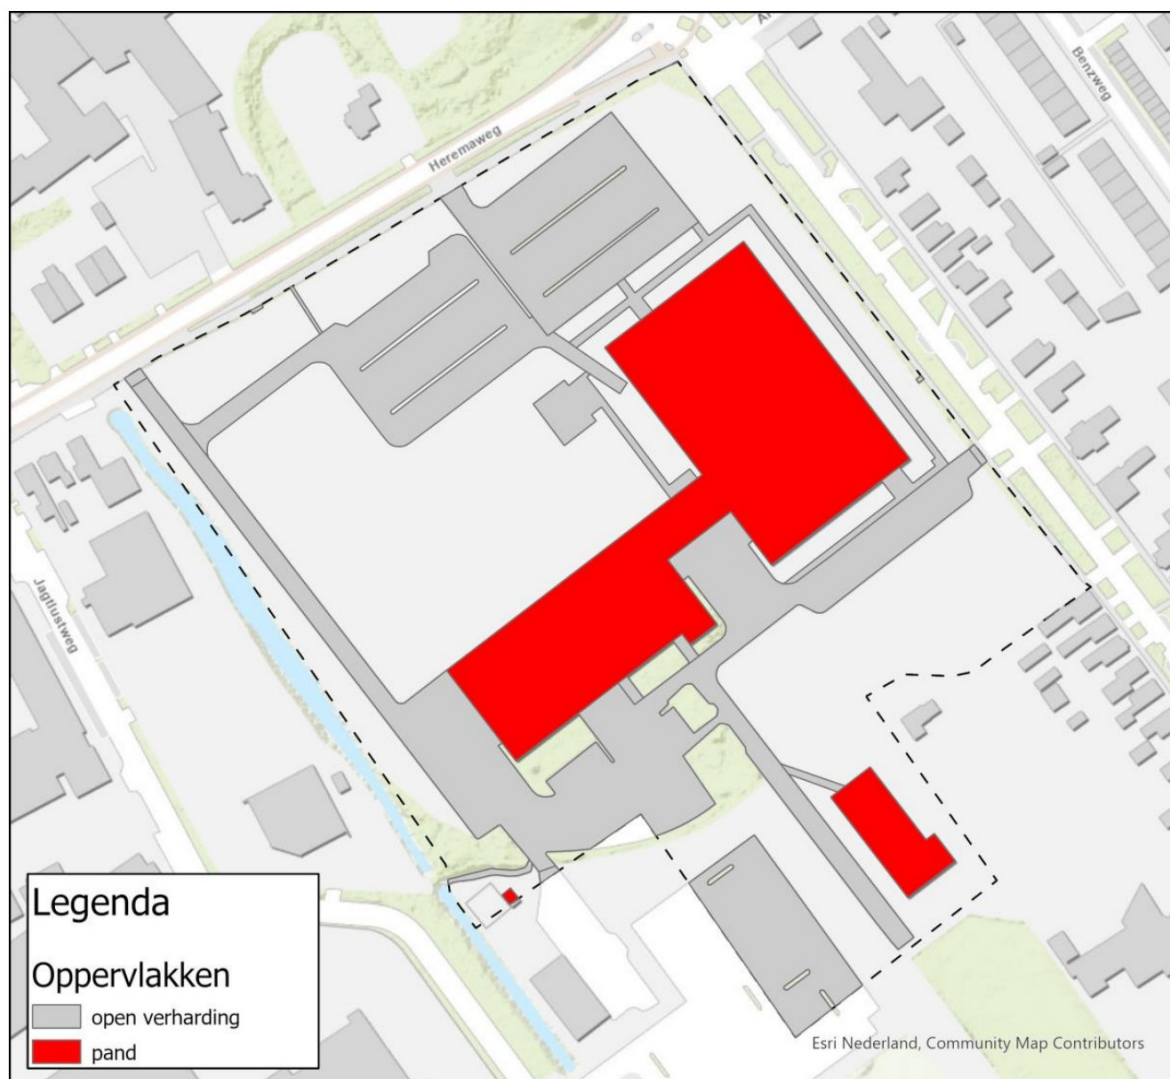 Heremaweg
Benzweg
Jagtlustweg
Legenda
Oppervlakken
open verharding
pand
Esri Nederland, Community Map Contributors